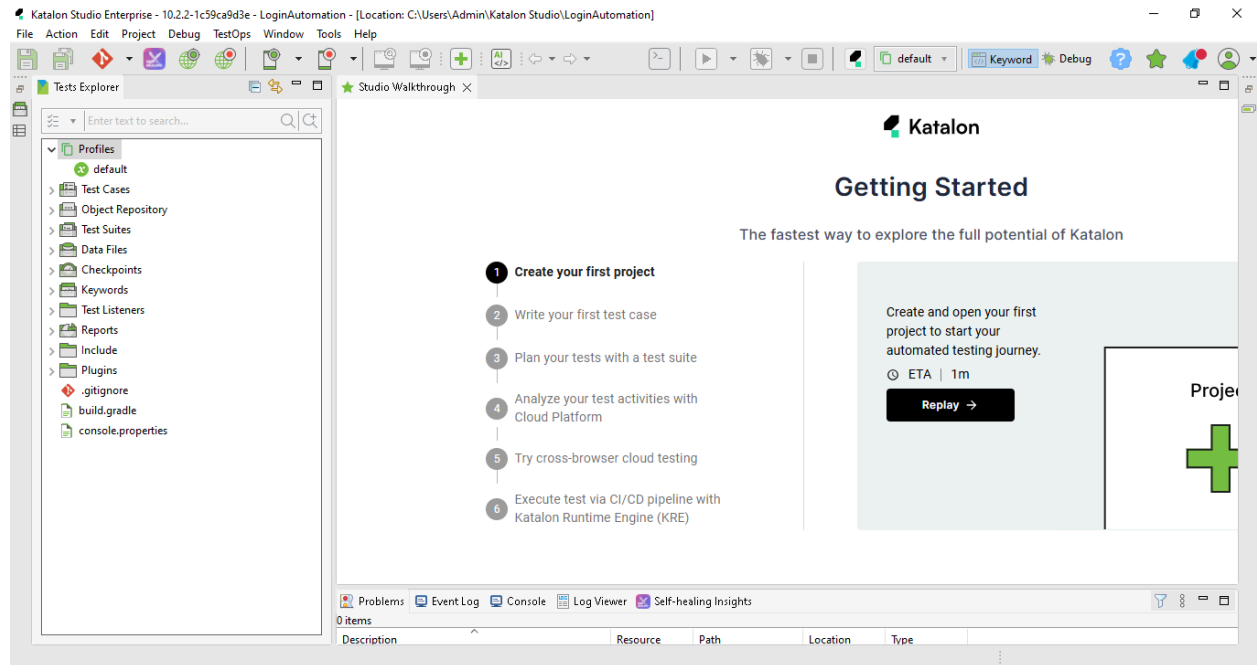 Katalon Studio Enterprise - 10.2.2-1c59ca9d3e - LoginAutomation - [Location: C:\Users\Admin\Katalon Studio\LoginAutomation]
File Action Edit Project Debug TestOps Window Tools Help
AI
default
Keyword
Debug
Tests Explorer
Enter text to search...
Profiles
default
Test Cases
Object Repository
Test Suites
Data Files
Checkpoints
Keywords
Test Listeners
Reports
Include
Plugins
.gitignore
build.gradle
console.properties
Studio Walkthrough
Katalon
Getting Started
The fastest way to explore the full potential of Katalon
1 Create your first project
2 Write your first test case
3 Plan your tests with a test suite
4 Analyze your test activities with
Cloud Platform
5 Try cross-browser cloud testing
6 Execute test via CI/CD pipeline with
Katalon Runtime Engine (KRE)
Create and open your first
project to start your
automated testing journey.
ETA | 1m
Replay →
Proje
Problems Event Log Console Log Viewer Self-healing Insights
0 items
Description Resource Path Location Type